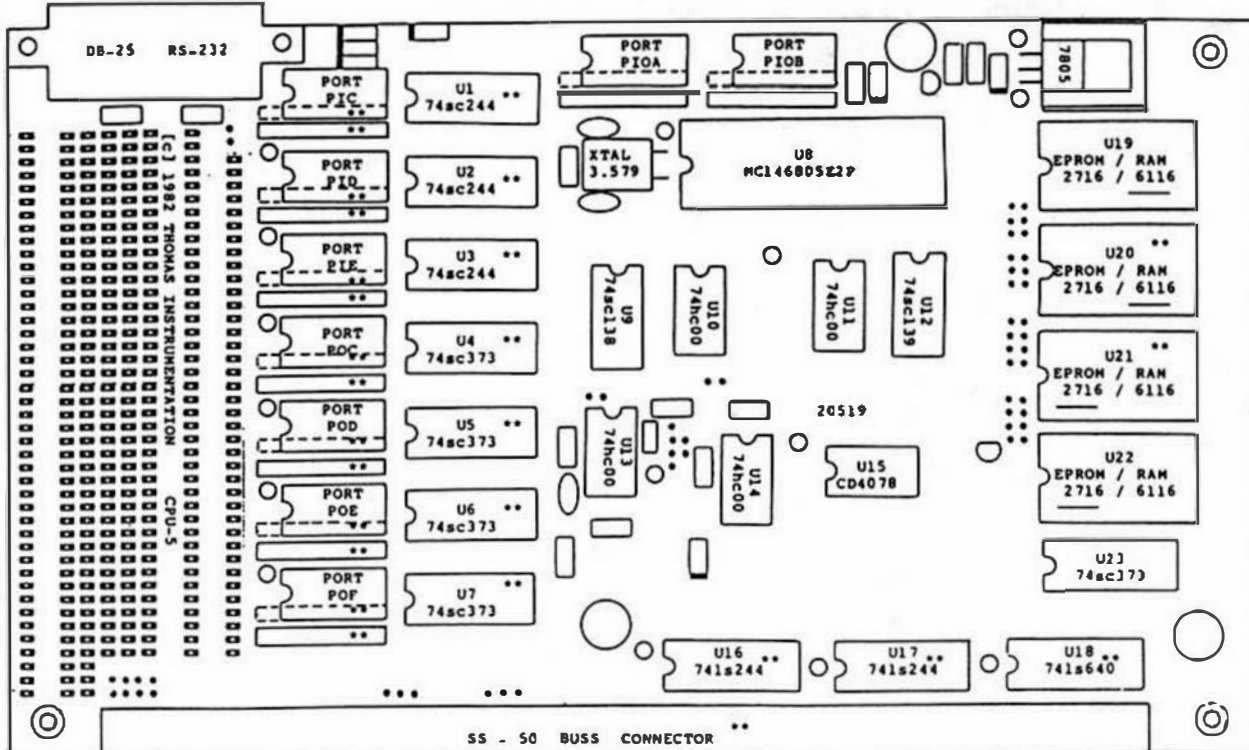 DB-25 RS-232
[c] 1982 THOMAS INSTRUMENTATION CPU-5
PORT
PIC
**
**
PORT
PID
**
**
PORT
PIE
**
**
PORT
POC
**
**
PORT
POD
**
**
PORT
POE
**
**
PORT
POF
**
**
U1 **
74sc244
U2 **
74sc244
U3 **
74sc244
U4 **
74sc373
U5 **
74sc373
U6 **
74sc373
U7 **
74sc373
PORT
PIOA
PORT
PIOB
7805
XTAL
3.579
U8
MC146805E2P
U9
74sc138
U10
74hc00
U11
74hc00
U12
74sc139
U13
74hc00
U14
74hc00
20519
U15
CD4078
U19
EPROM / RAM
2716 / 6116
U20 **
EPROM / RAM
2716 / 6116
U21 **
EPROM / RAM
2716 / 6116
U22
EPROM / RAM
2716 / 6116
U23
74sc373
U16 **
74ls244
U17 **
74ls244
U18 **
74ls640
SS - 50 BUSS CONNECTOR **